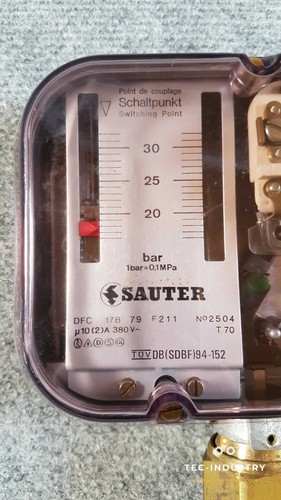 Point de couplage
Schaltpunkt
Switching Point
30
25
20
bar
1bar=0,1MPa
SAUTER
DFC 17B 79 F211 Nº2504
µ10(2)A 380V~ T70
TÜV DB(SDBF)94-152
TEC-INDUSTRY